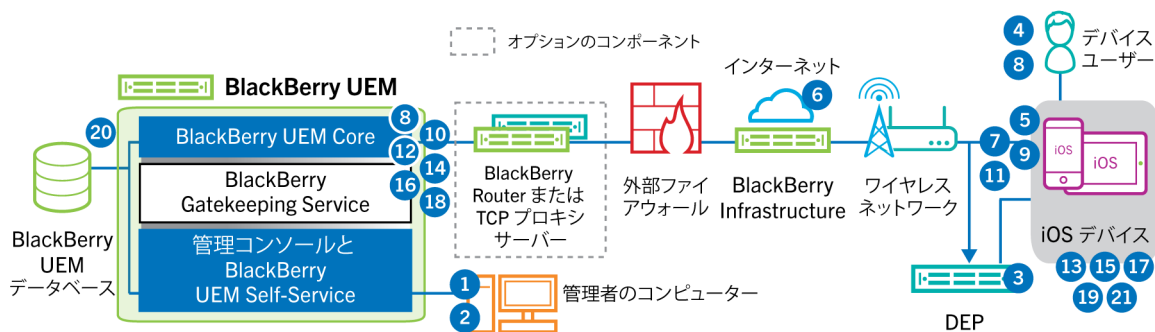 オプションのコンポーネント
4
デバイス
ユーザー
8
インターネット
6
BlackBerry UEM
20
BlackBerry UEM Core
8
10
12
14
BlackBerry
Gatekeeping Service
16
18
管理コンソールと
BlackBerry
UEM Self-Service
BlackBerry
UEM
データベース
BlackBerry
Router または
TCP プロキシ
サーバー
外部ファイ
アウォール
BlackBerry
Infrastructure
ワイヤレス
ネットワーク
5
7
9
11
iOS
iOS
iOS デバイス
13
15
17
19
21
1
2
管理者のコンピューター
3
DEP